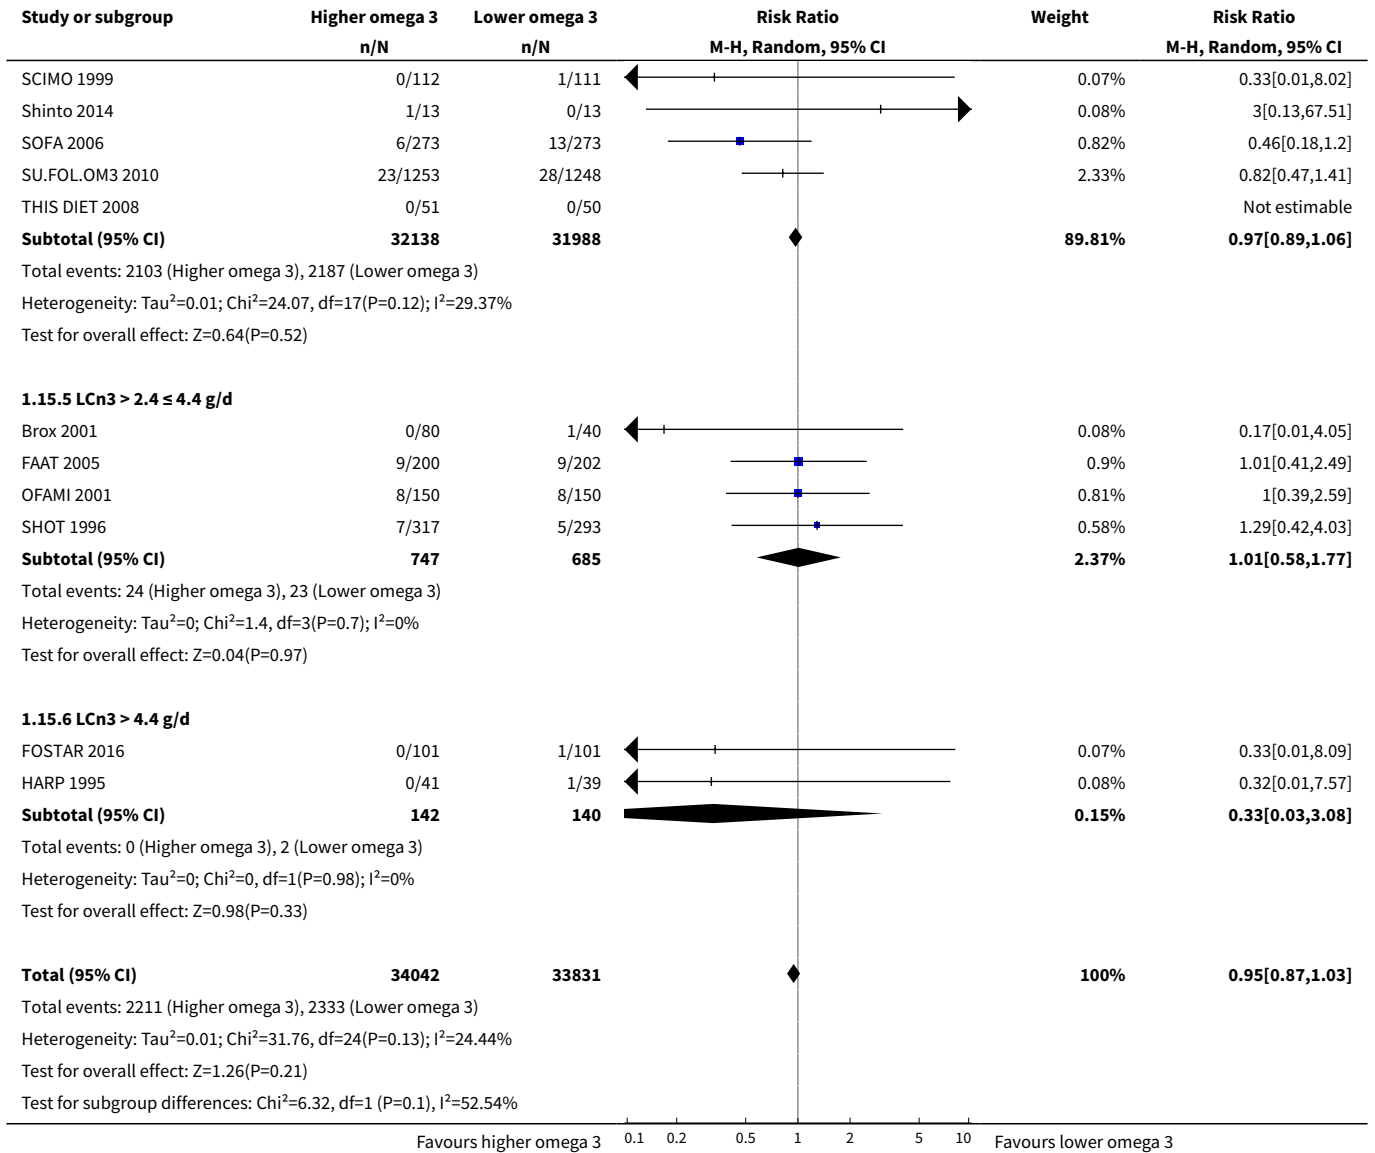 Study or subgroup Higher omega 3 Lower omega 3 Risk Ratio Weight Risk Ratio
n/N n/N M-H, Random, 95% CI M-H, Random, 95% CI
SCIMO 1999 0/112 1/111 0.07% 0.33[0.01,8.02]
Shinto 2014 1/13 0/13 0.08% 3[0.13,67.51]
SOFA 2006 6/273 13/273 0.82% 0.46[0.18,1.2]
SU.FOL.OM3 2010 23/1253 28/1248 2.33% 0.82[0.47,1.41]
THIS DIET 2008 0/51 0/50 Not estimable
Subtotal (95% CI) 32138 31988 89.81% 0.97[0.89,1.06]
Total events: 2103 (Higher omega 3), 2187 (Lower omega 3)
Heterogeneity: Tau²=0.01; Chi²=24.07, df=17(P=0.12); I²=29.37%
Test for overall effect: Z=0.64(P=0.52)
1.15.5 LCn3 > 2.4 ≤ 4.4 g/d
Brox 2001 0/80 1/40 0.08% 0.17[0.01,4.05]
FAAT 2005 9/200 9/202 0.9% 1.01[0.41,2.49]
OFAMI 2001 8/150 8/150 0.81% 1[0.39,2.59]
SHOT 1996 7/317 5/293 0.58% 1.29[0.42,4.03]
Subtotal (95% CI) 747 685 2.37% 1.01[0.58,1.77]
Total events: 24 (Higher omega 3), 23 (Lower omega 3)
Heterogeneity: Tau²=0; Chi²=1.4, df=3(P=0.7); I²=0%
Test for overall effect: Z=0.04(P=0.97)
1.15.6 LCn3 > 4.4 g/d
FOSTAR 2016 0/101 1/101 0.07% 0.33[0.01,8.09]
HARP 1995 0/41 1/39 0.08% 0.32[0.01,7.57]
Subtotal (95% CI) 142 140 0.15% 0.33[0.03,3.08]
Total events: 0 (Higher omega 3), 2 (Lower omega 3)
Heterogeneity: Tau²=0; Chi²=0, df=1(P=0.98); I²=0%
Test for overall effect: Z=0.98(P=0.33)
Total (95% CI) 34042 33831 100% 0.95[0.87,1.03]
Total events: 2211 (Higher omega 3), 2333 (Lower omega 3)
Heterogeneity: Tau²=0.01; Chi²=31.76, df=24(P=0.13); I²=24.44%
Test for overall effect: Z=1.26(P=0.21)
Test for subgroup differences: Chi²=6.32, df=1 (P=0.1), I²=52.54%
Favours higher omega 3 0.1 0.2 0.5 1 2 5 10 Favours lower omega 3